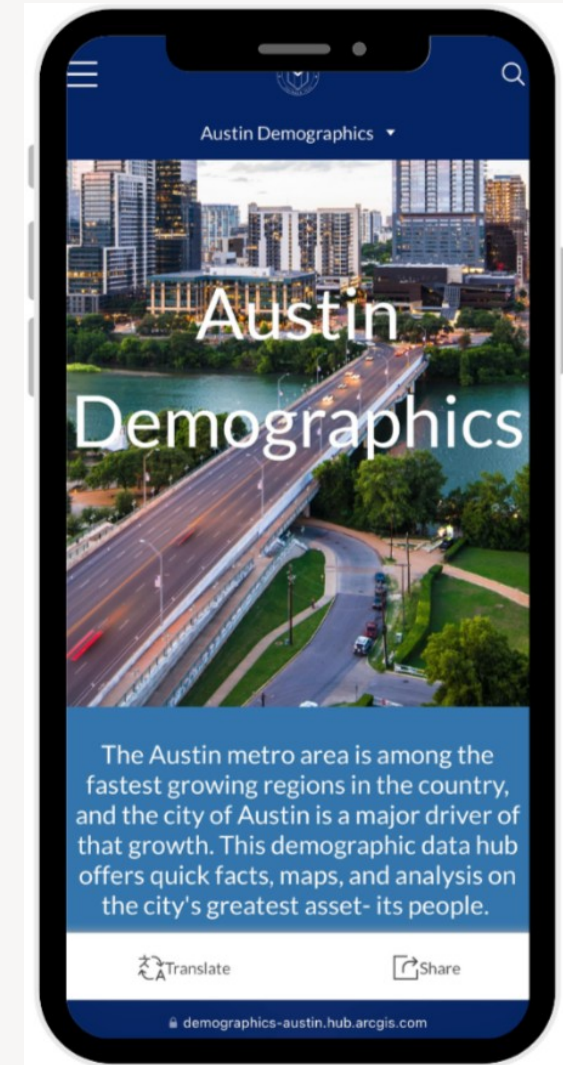 Austin Demographics
Austin
Demographics
The Austin metro area is among the
fastest growing regions in the country,
and the city of Austin is a major driver of
that growth. This demographic data hub
offers quick facts, maps, and analysis on
the city's greatest asset- its people.
Translate
Share
demographics-austin.hub.arcgis.com